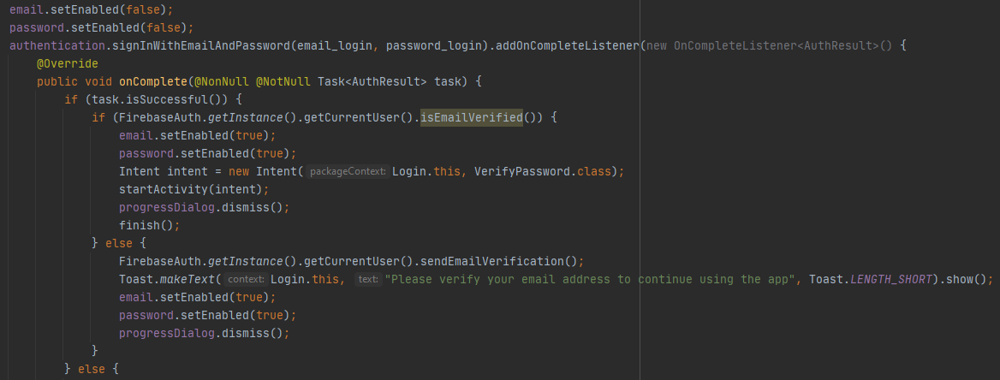 email.setEnabled(false);
password.setEnabled(false);
authentication.signInWithEmailAndPassword(email_login, password_login).addOnCompleteListener(new OnCompleteListener<AuthResult>() {
@Override
public void onComplete(@NonNull @NotNull Task<AuthResult> task) {
if (task.isSuccessful()) {
if (FirebaseAuth.getInstance().getCurrentUser().isEmailVerified()) {
email.setEnabled(true);
password.setEnabled(true);
Intent intent = new Intent( packageContext: Login.this, VerifyPassword.class);
startActivity(intent);
progressDialog.dismiss();
finish();
} else {
FirebaseAuth.getInstance().getCurrentUser().sendEmailVerification();
Toast.makeText( context: Login.this, text: "Please verify your email address to continue using the app", Toast.LENGTH_SHORT).show();
email.setEnabled(true);
password.setEnabled(true);
progressDialog.dismiss();
}
} else {